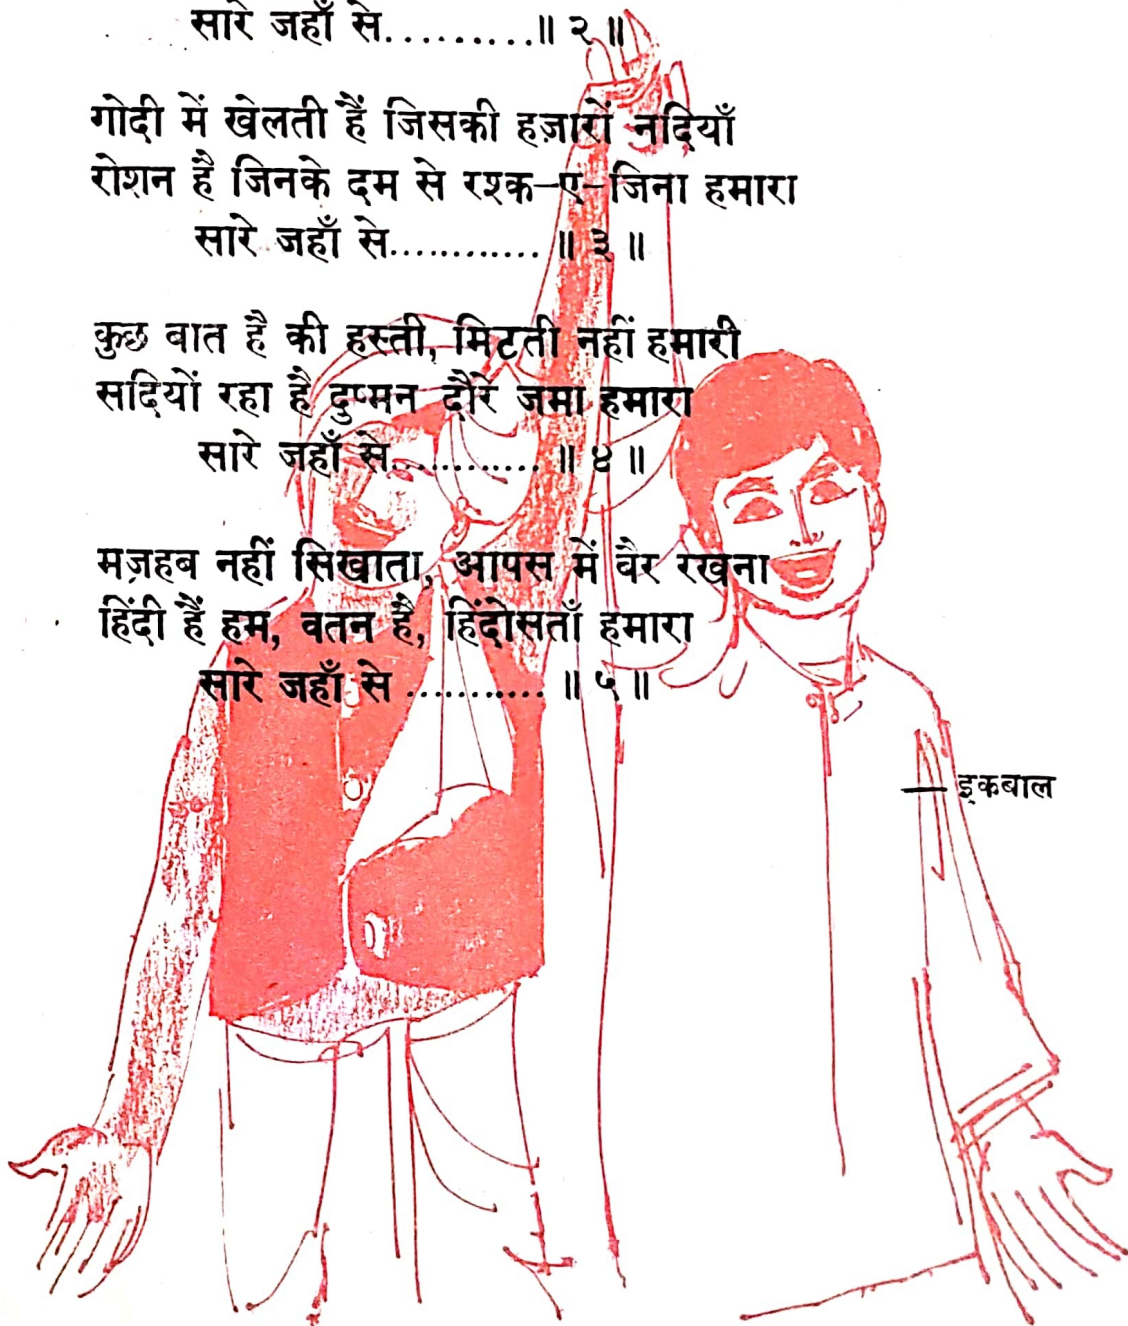 सारे जहाँ से..........॥ २ ॥
गोदी में खेलती हैं जिसकी हज़ारों नदियाँ
रोशन है जिनके दम से रश्क-ए-जिना हमारा
सारे जहाँ से............ ॥ ३ ॥
कुछ बात है की हस्ती, मिटती नहीं हमारी
सदियों रहा है दुष्मन दौरे जमा हमारा
सारे जहाँ से............ ॥ ४ ॥
मज़हब नहीं सिखाता, आपस में वैर रखना
हिंदी हैं हम, वतन है, हिंदोसताँ हमारा
सारे जहाँ से ........... ॥ ५ ॥
— इकबाल